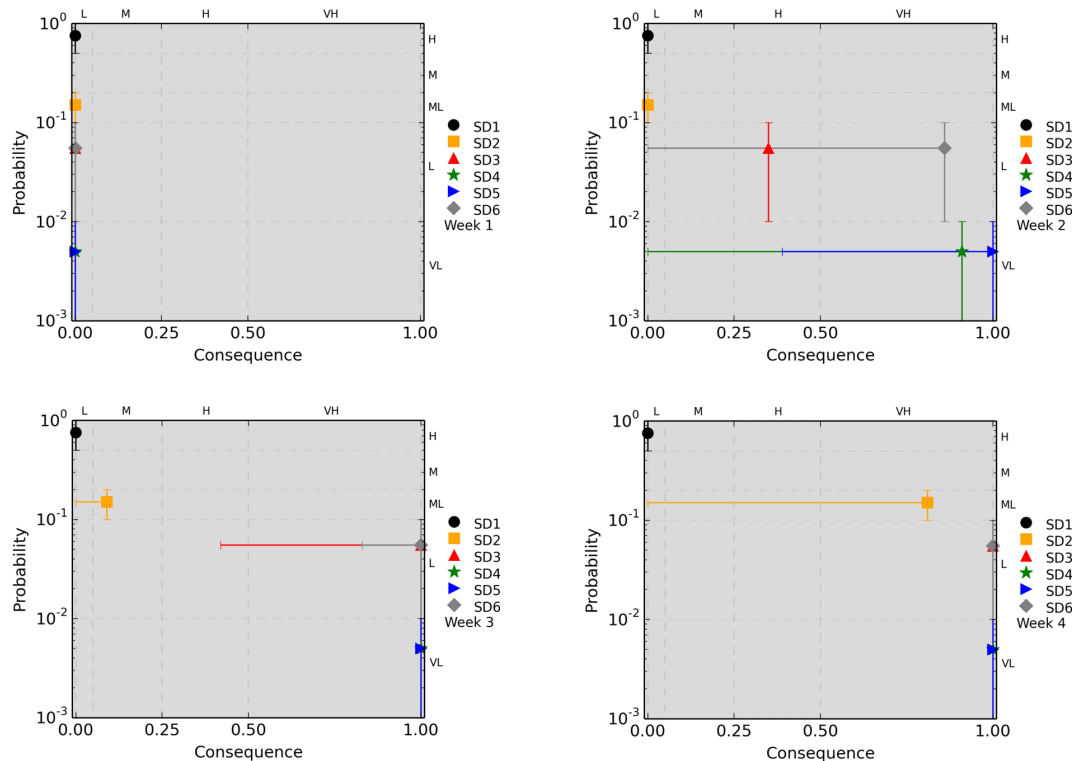 L M H VH
10^0
H
M
ML
10^-1
SD1
SD2
SD3
L
SD4
Probability
SD5
SD6
10^-2
Week 1
VL
10^-3
0.00 0.25 0.50 1.00
Consequence
L M H VH
10^0
H
M
ML
10^-1
SD1
SD2
SD3
L
SD4
Probability
SD5
SD6
10^-2
Week 2
VL
10^-3
0.00 0.25 0.50 1.00
Consequence
L M H VH
10^0
H
M
ML
10^-1
SD1
SD2
SD3
L
SD4
Probability
SD5
SD6
10^-2
Week 3
VL
10^-3
0.00 0.25 0.50 1.00
Consequence
L M H VH
10^0
H
M
ML
10^-1
SD1
SD2
SD3
L
SD4
Probability
SD5
SD6
10^-2
Week 4
VL
10^-3
0.00 0.25 0.50 1.00
Consequence